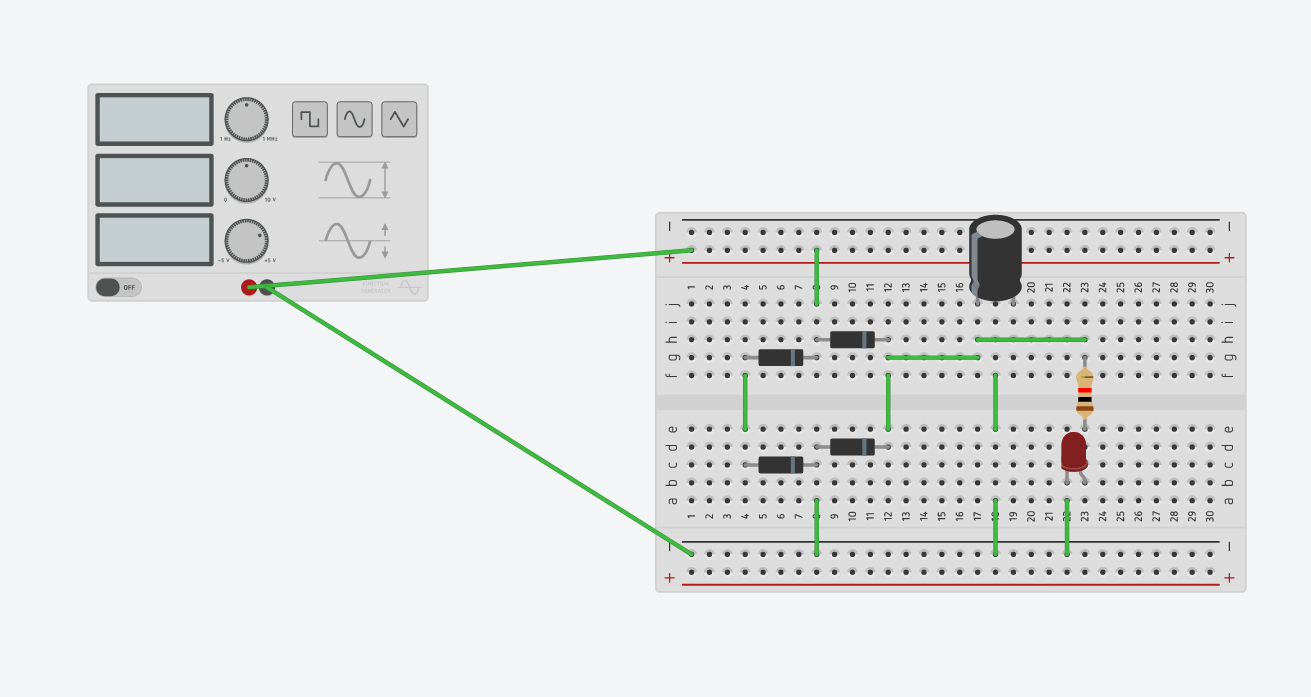 1 Hz 1 MHz
0 10 V
-5 V +5 V
OFF
FUNCTION
GENERATOR
− −
+ +
1 2 3 4 5 6 7 8 9 10 11 12 13 14 15 16 17 20 21 22 23 24 25 26 27 28 29 30
j j
i i
h h
g g
f f
e e
d d
c c
b b
a a
1 2 3 4 5 6 7 8 9 10 11 12 13 14 15 16 17 18 19 20 21 22 23 24 25 26 27 28 29 30
− −
+ +